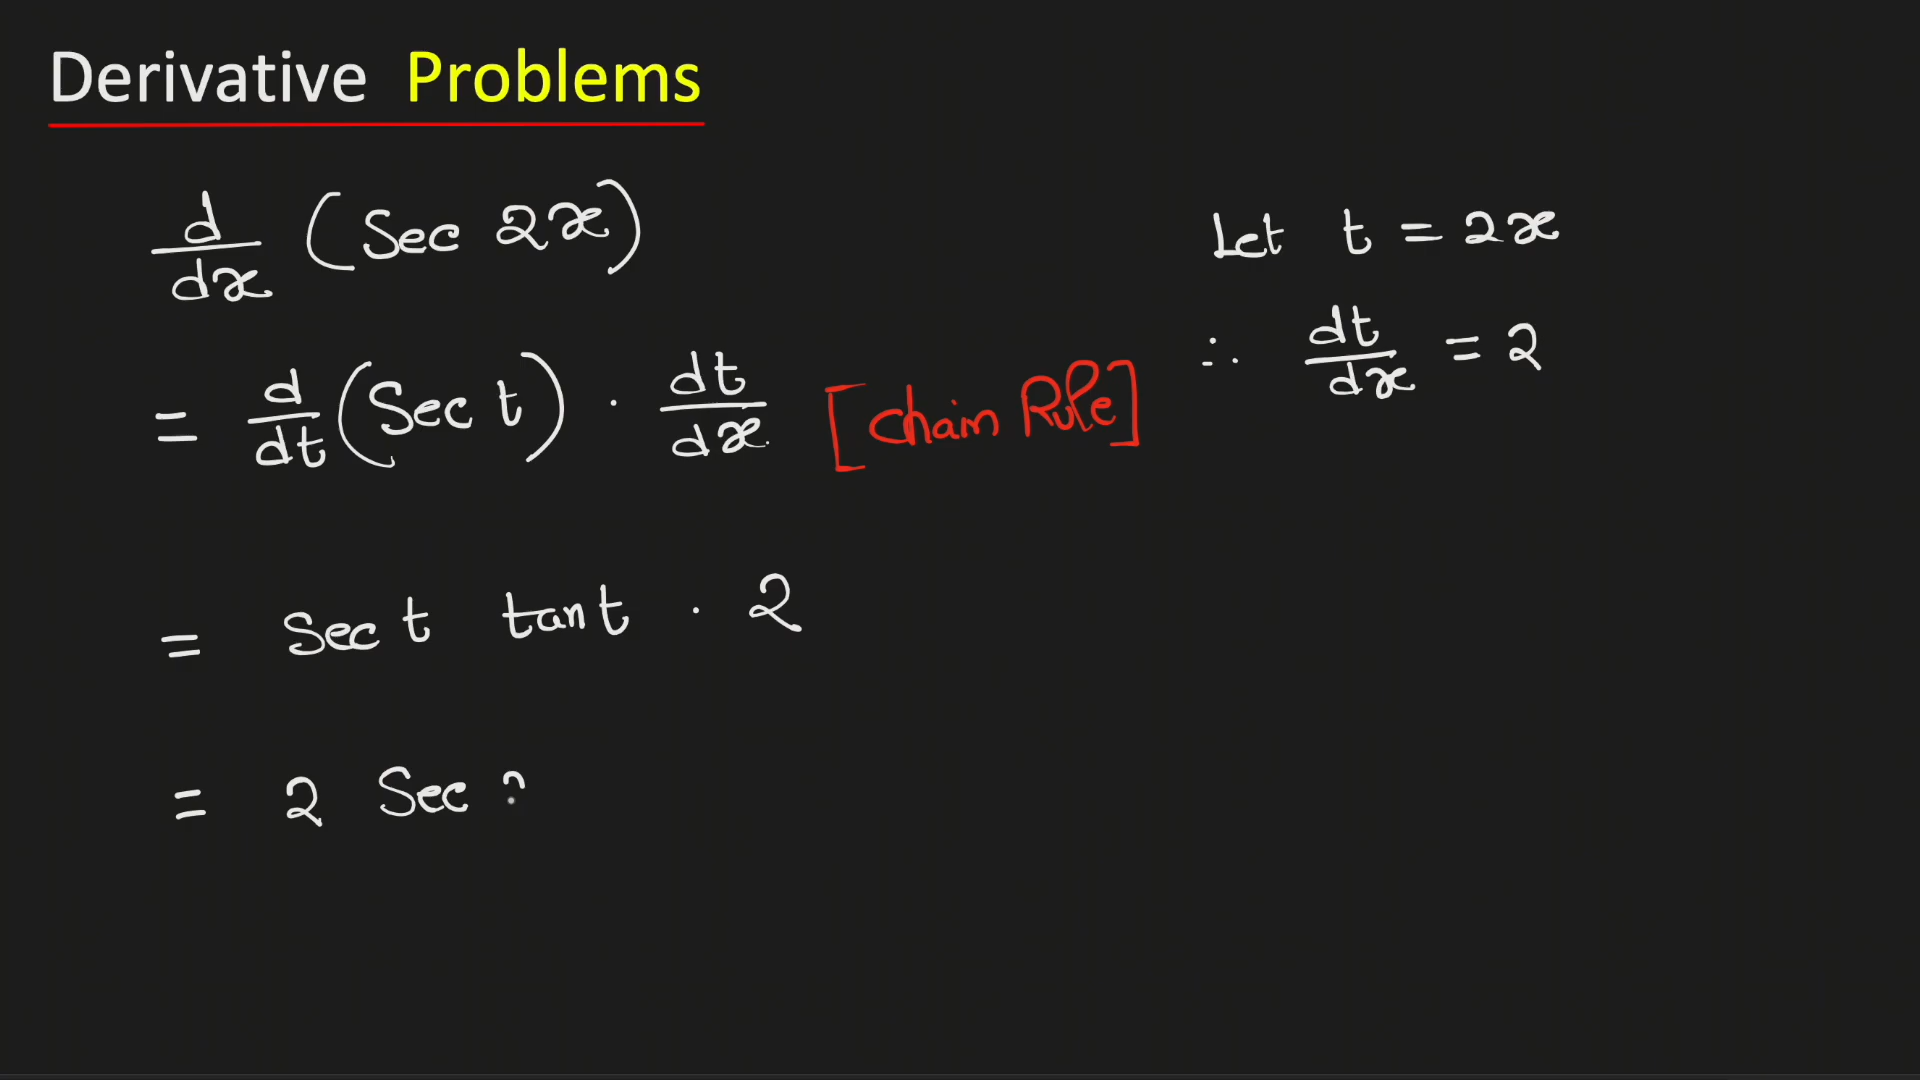 Derivative Problems
d/dx (Sec 2x)
= d/dt (Sec t) · dt/dx [Chain Rule]
= Sec t tan t · 2
= 2 Sec
Let t = 2x
∴ dt/dx = 2